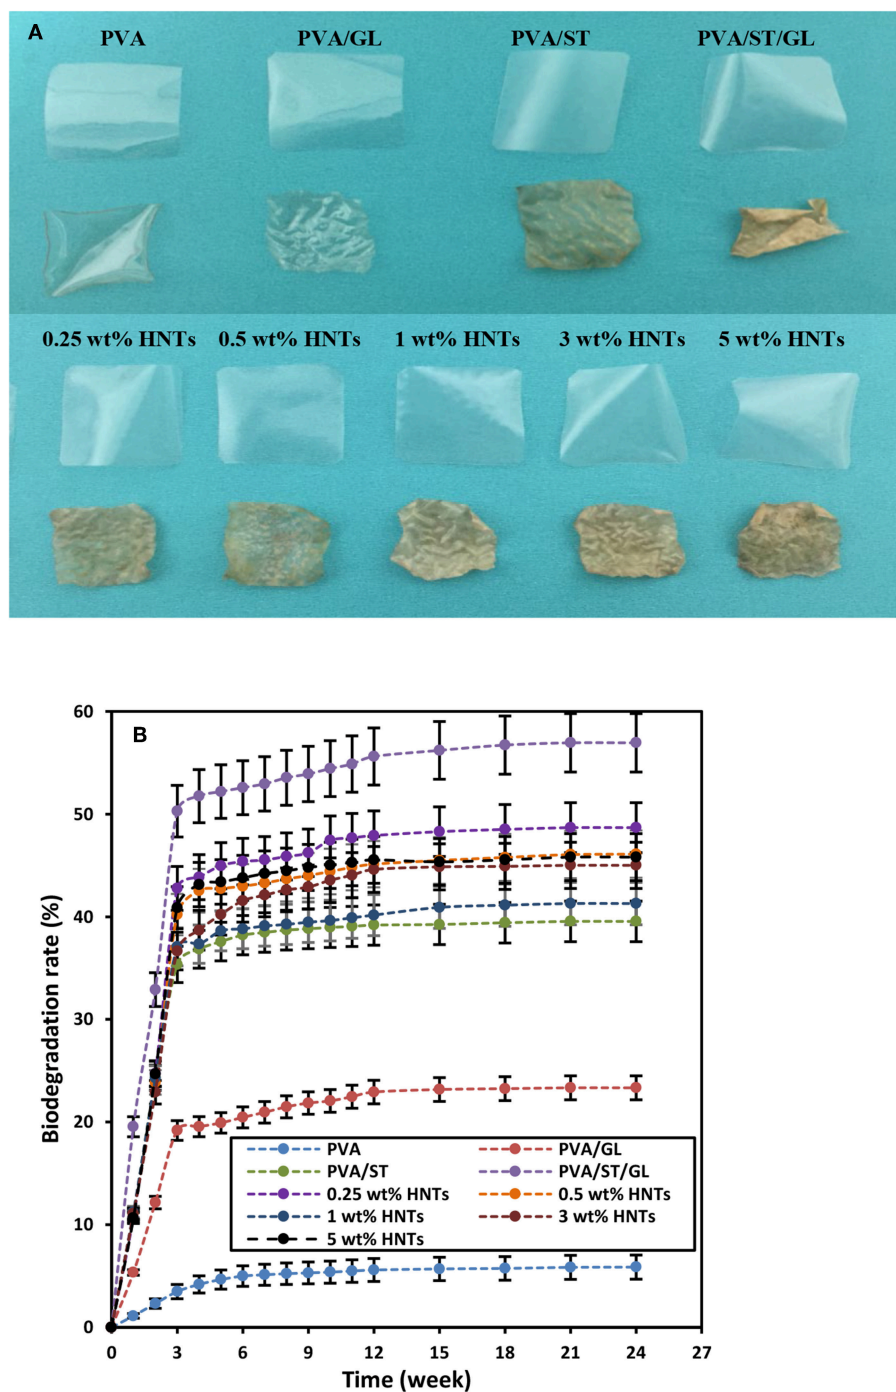 A
PVA PVA/GL PVA/ST PVA/ST/GL
0.25 wt% HNTs 0.5 wt% HNTs 1 wt% HNTs 3 wt% HNTs 5 wt% HNTs
B
60
50
40
30
20
10
0
Biodegradation rate (%)
PVA PVA/GL
PVA/ST PVA/ST/GL
0.25 wt% HNTs 0.5 wt% HNTs
1 wt% HNTs 3 wt% HNTs
5 wt% HNTs
0 3 6 9 12 15 18 21 24 27
Time (week)